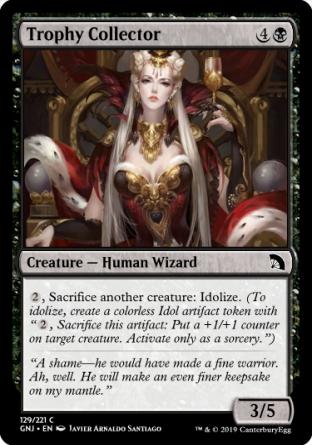 Trophy Collector 4
Creature — Human Wizard
2, Sacrifice another creature: Idolize. (To
idolize, create a colorless Idol artifact token with
“2, Sacrifice this artifact: Put a +1/+1 counter
on target creature. Activate only as a sorcery.”)
“A shame—he would have made a fine warrior.
Ah, well. He will make an even finer keepsake
on my mantle.”
3/5
129/221 C
GNJ • EN Javier Arnaldo Santiago
™ & © 2019 CanterburyEgg